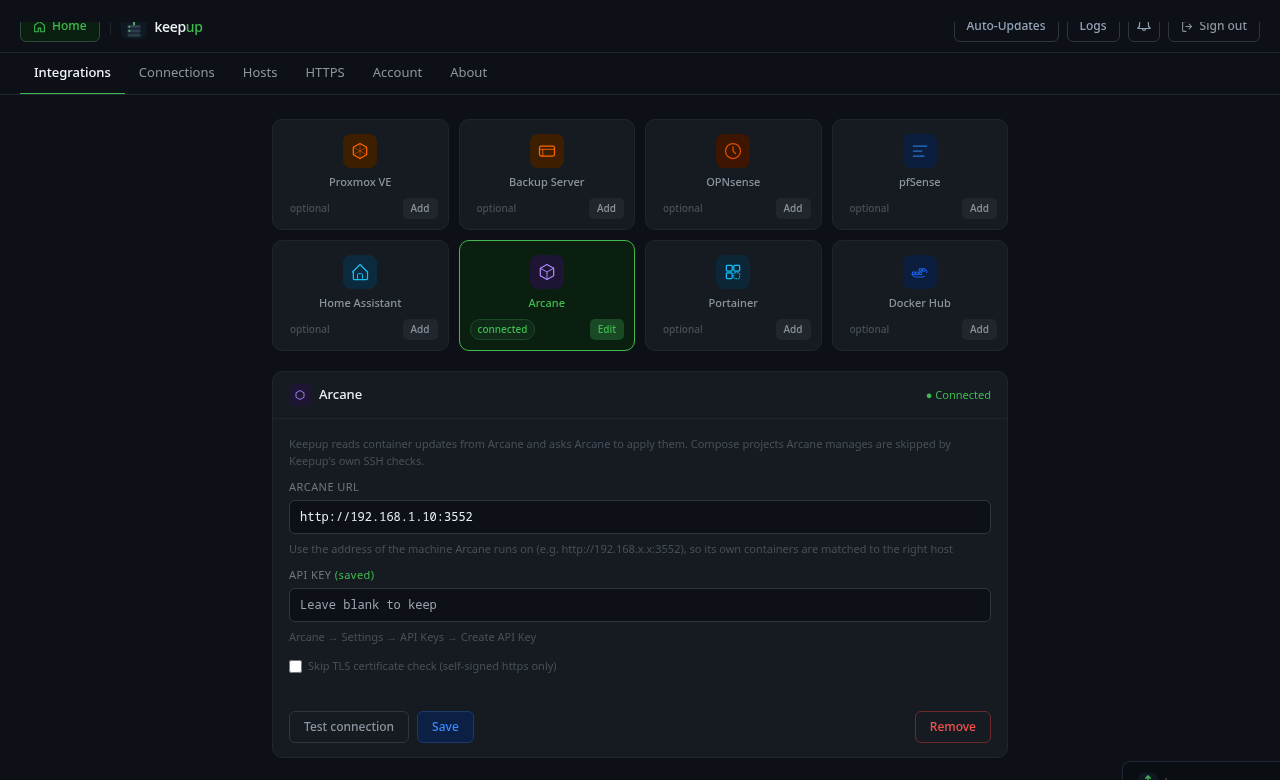 Home
keepup
Auto-Updates
Logs
Sign out
Integrations
Connections
Hosts
HTTPS
Account
About
Proxmox VE
optional
Add
Backup Server
optional
Add
OPNsense
optional
Add
pfSense
optional
Add
Home Assistant
optional
Add
Arcane
connected
Edit
Portainer
optional
Add
Docker Hub
optional
Add
Arcane
● Connected
Keepup reads container updates from Arcane and asks Arcane to apply them. Compose projects Arcane manages are skipped by
Keepup's own SSH checks.
ARCANE URL
http://192.168.1.10:3552
Use the address of the machine Arcane runs on (e.g. http://192.168.x.x:3552), so its own containers are matched to the right host
API KEY (saved)
Leave blank to keep
Arcane → Settings → API Keys → Create API Key
Skip TLS certificate check (self-signed https only)
Test connection
Save
Remove